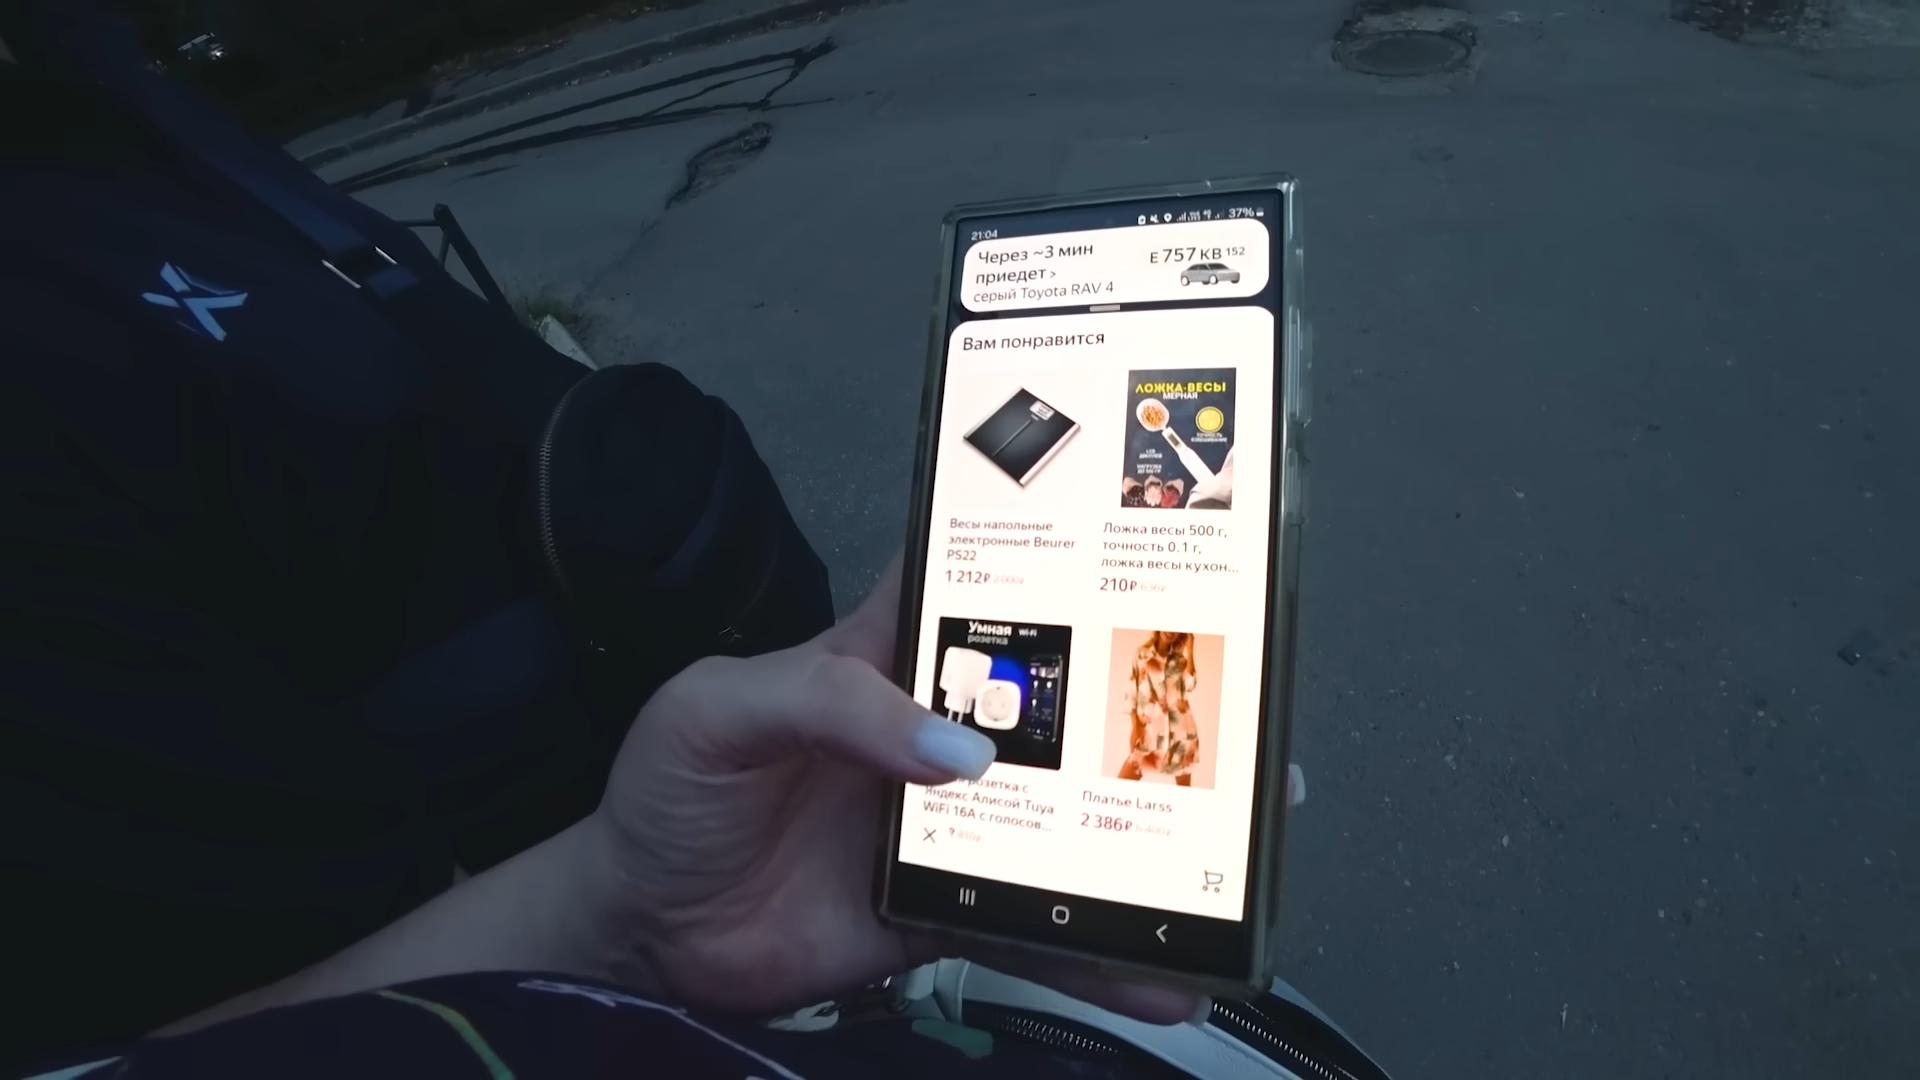 21:04
37%
Через ~3 мин
приедет >
серый Toyota RAV 4
Е 757 КВ 152
Вам понравится
ЛОЖКА-ВЕСЫ
МЕРНАЯ
Весы напольные
электронные Beurer
PS22
1 212₽
Ложка весы 500 г,
точность 0.1 г,
ложка весы кухон...
210₽
Умная Wi-Fi
розетка
розетка с
Яндекс Алисой Tuya
WiFi 16A с голосов...
Платье Larss
2 386₽